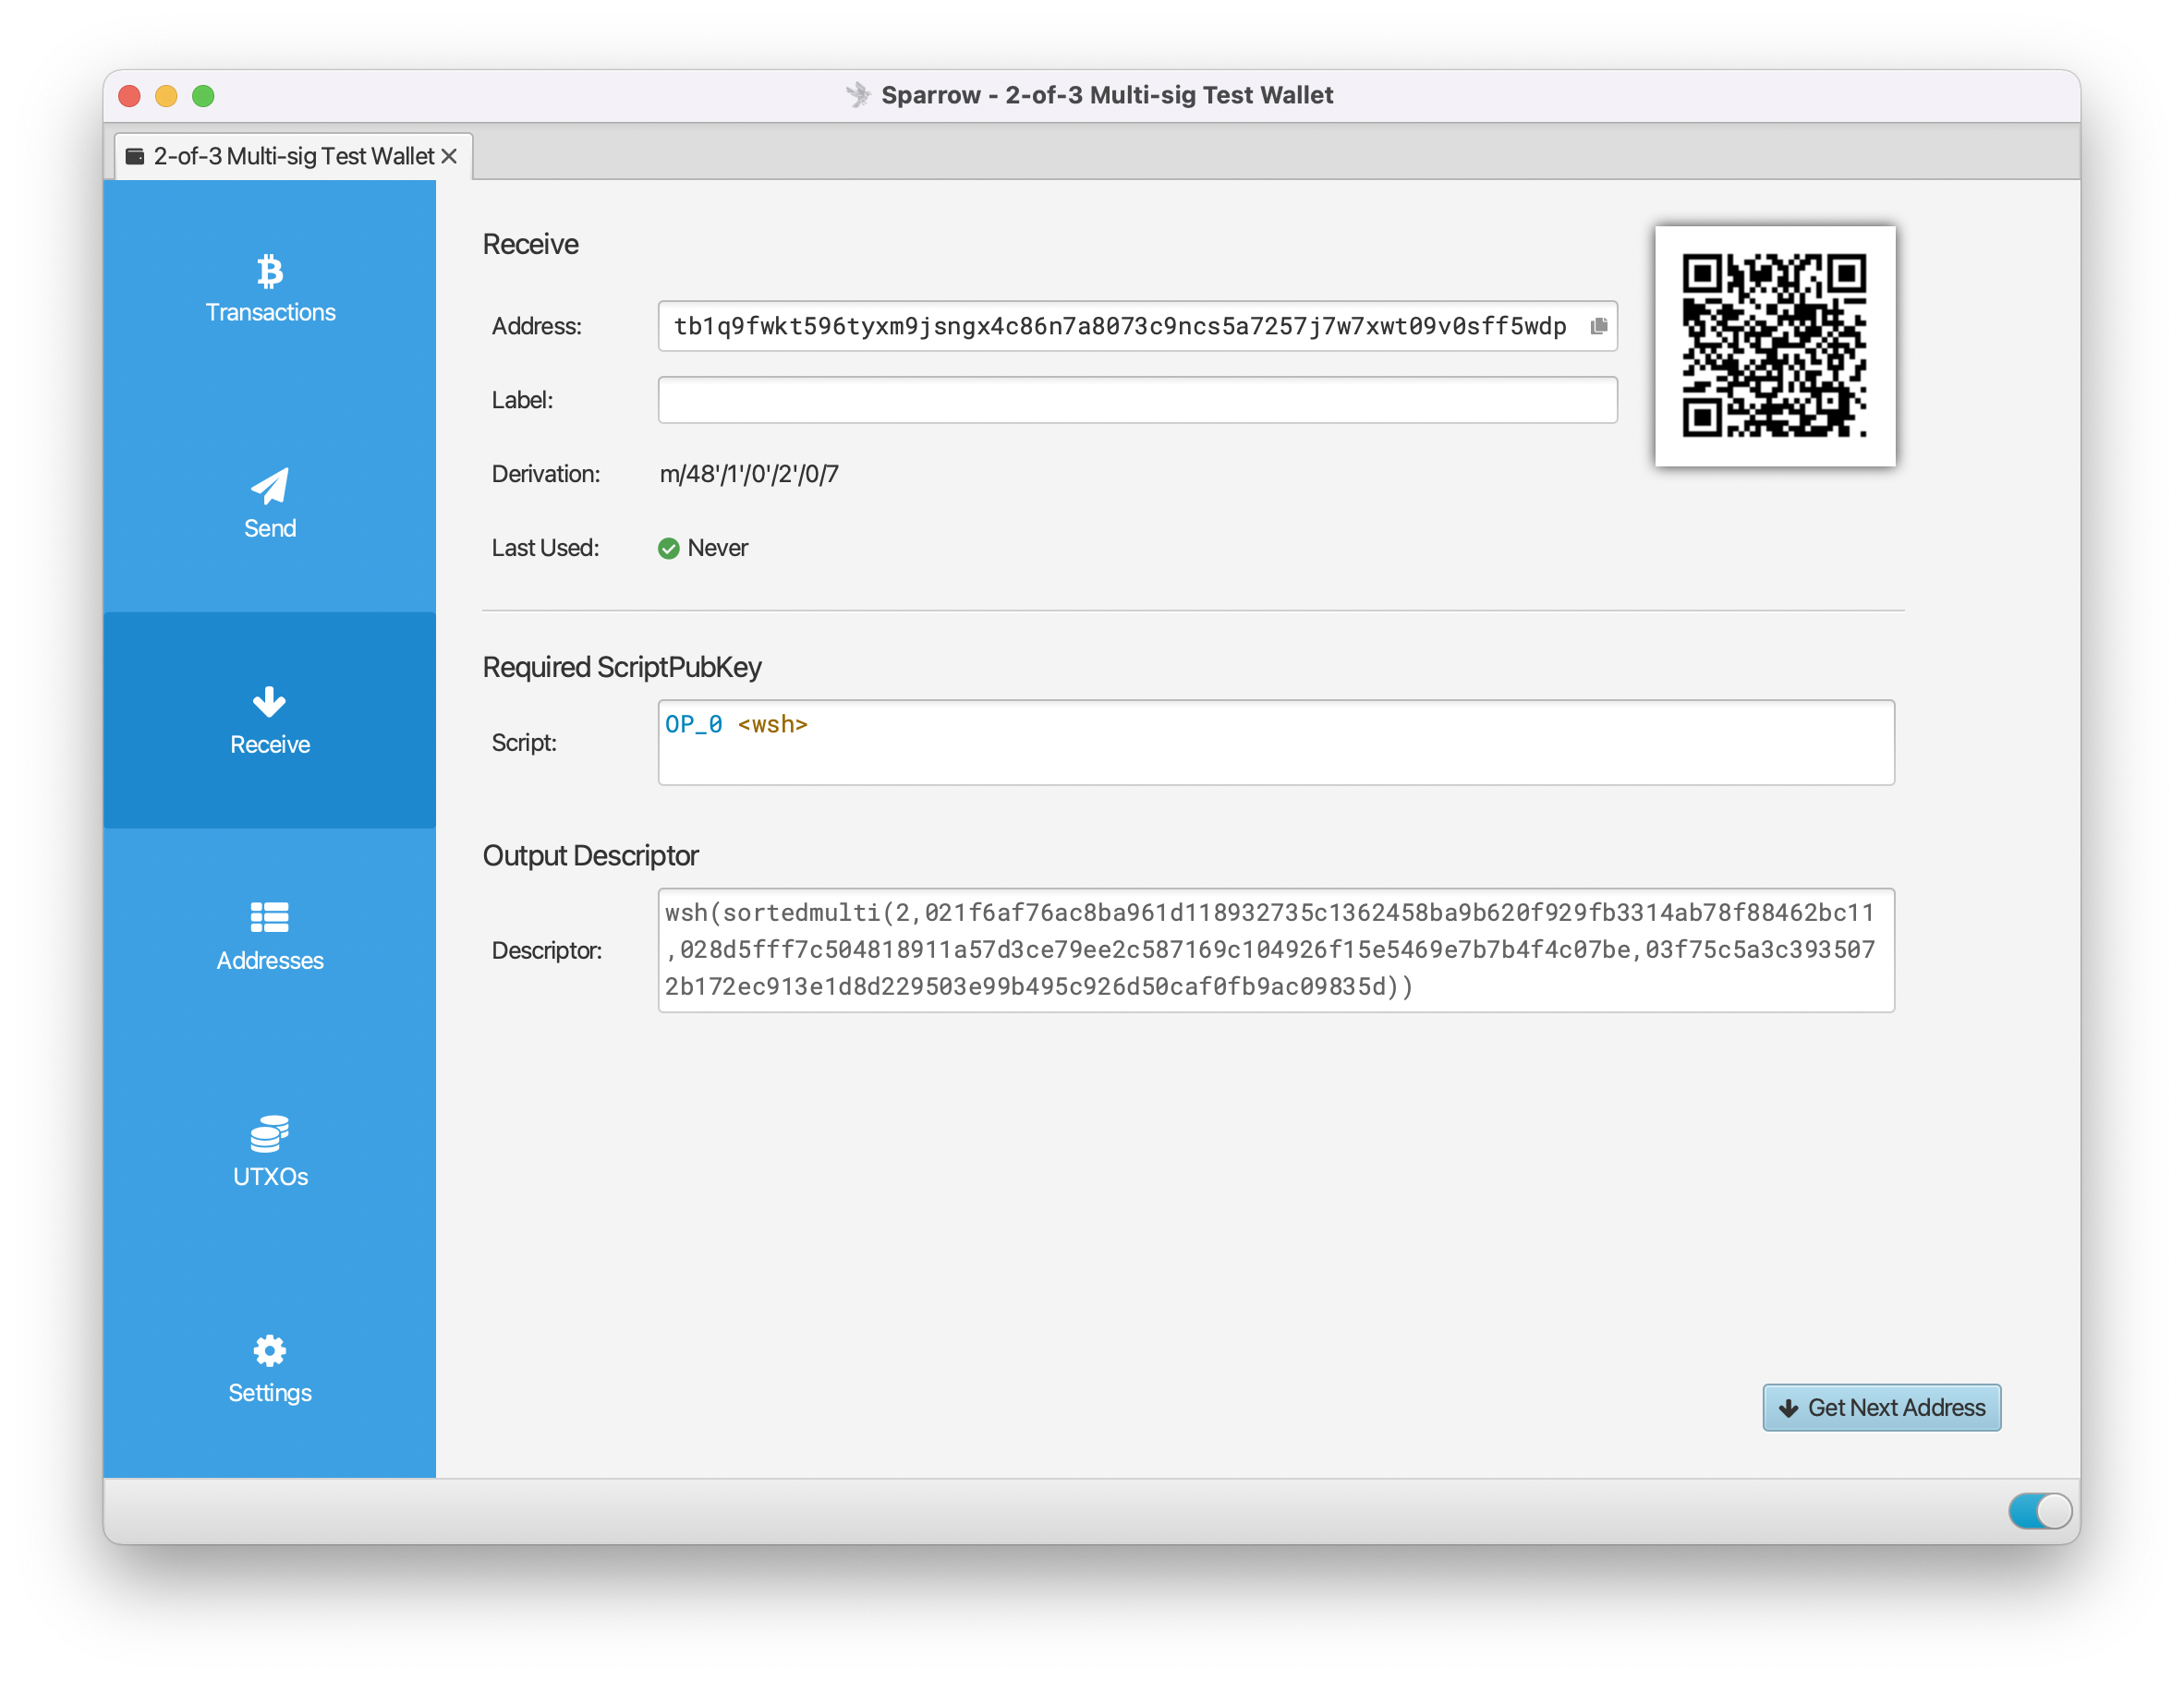 Sparrow - 2-of-3 Multi-sig Test Wallet
2-of-3 Multi-sig Test Wallet
Transactions
Send
Receive
Addresses
UTXOs
Settings
Receive
Address: tb1q9fwkt596tyxm9jsngx4c86n7a8073c9ncs5a7257j7w7xwt09v0sff5wdp
Label:
Derivation: m/48'/1'/0'/2'/0/7
Last Used: Never
Required ScriptPubKey
Script: OP_0 <wsh>
Output Descriptor
Descriptor:
wsh(sortedmulti(2,021f6af76ac8ba961d118932735c1362458ba9b620f929fb3314ab78f88462bc11
,028d5fff7c504818911a57d3ce79ee2c587169c104926f15e5469e7b7b4f4c07be,03f75c5a3c393507
2b172ec913e1d8d229503e99b495c926d50caf0fb9ac09835d))
Get Next Address